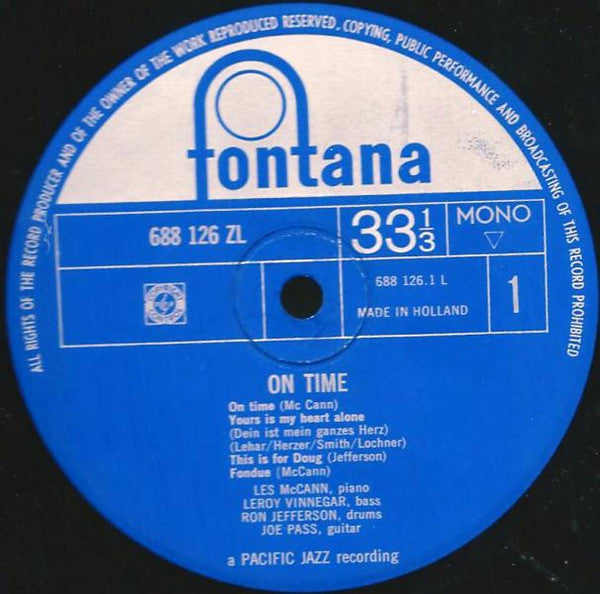 ALL RIGHTS OF THE RECORD PRODUCER AND OF THE OWNER OF THE WORK REPRODUCED RESERVED. COPYING, PUBLIC PERFORMANCE AND BROADCASTING OF THIS RECORD PROHIBITED
fontana
688 126 ZL
33 1/3
MONO
688 126.1 L
MADE IN HOLLAND
1
ON TIME
On time (Mc Cann)
Yours is my heart alone
(Dein ist mein ganzes Herz)
(Lehar/Herzer/Smith/Lochner)
This is for Doug (Jefferson)
Fondue (McCann)
LES McCANN, piano
LEROY VINNEGAR, bass
RON JEFFERSON, drums
JOE PASS, guitar
a PACIFIC JAZZ recording